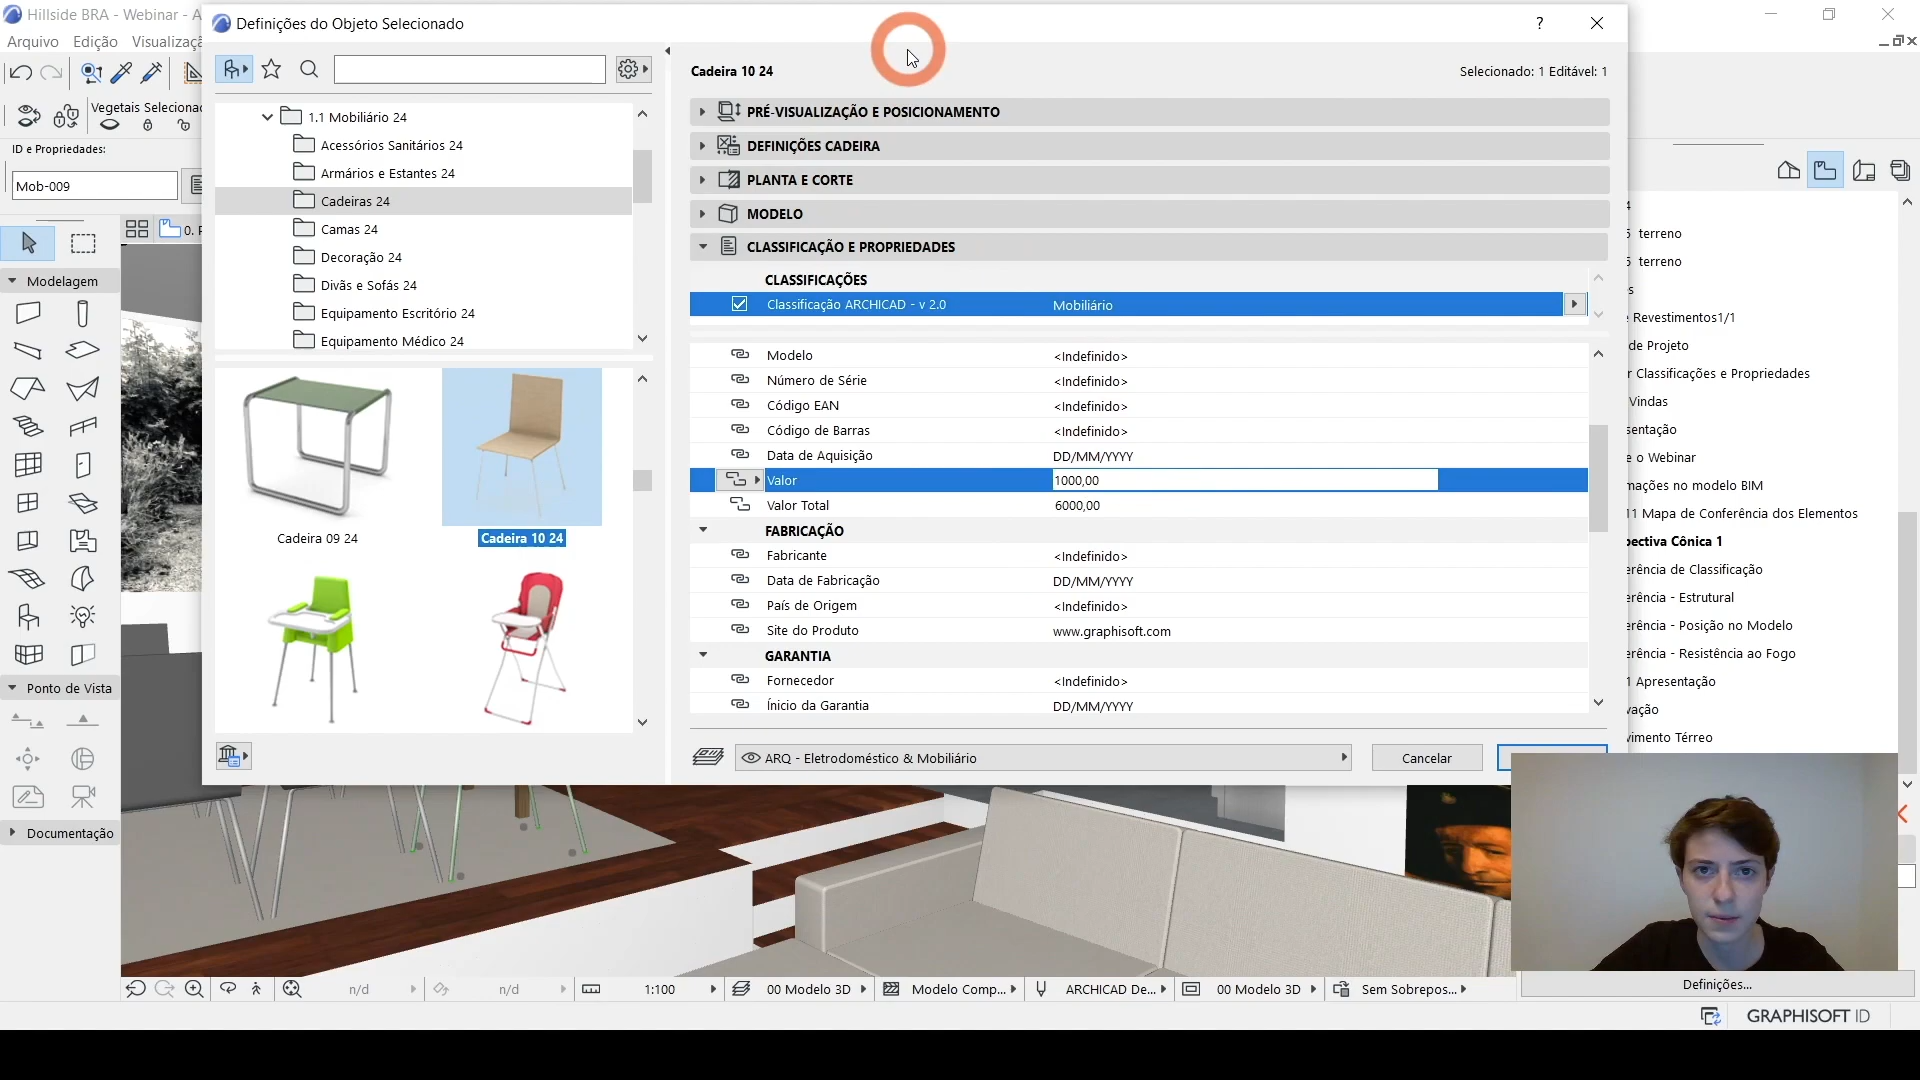 Hillside BRA - Webinar - A
Arquivo Edição Visualizaçã
Vegetais Selecionad
ID e Propriedades:
Mob-009
0. P
Modelagem
Ponto de Vista
Documentação
Definições do Objeto Selecionado
?
1.1 Mobiliário 24
Acessórios Sanitários 24
Armários e Estantes 24
Cadeiras 24
Camas 24
Decoração 24
Divãs e Sofás 24
Equipamento Escritório 24
Equipamento Médico 24
Cadeira 09 24
Cadeira 10 24
Cadeira 10 24
Selecionado: 1 Editável: 1
PRÉ-VISUALIZAÇÃO E POSICIONAMENTO
DEFINIÇÕES CADEIRA
PLANTA E CORTE
MODELO
CLASSIFICAÇÃO E PROPRIEDADES
CLASSIFICAÇÕES
Classificação ARCHICAD - v 2.0 Mobiliário
Modelo <Indefinido>
Número de Série <Indefinido>
Código EAN <Indefinido>
Código de Barras <Indefinido>
Data de Aquisição DD/MM/YYYY
Valor 1000,00
Valor Total 6000,00
FABRICAÇÃO
Fabricante <Indefinido>
Data de Fabricação DD/MM/YYYY
País de Origem <Indefinido>
Site do Produto www.graphisoft.com
GARANTIA
Fornecedor <Indefinido>
Ínicio da Garantia DD/MM/YYYY
ARQ - Eletrodoméstico & Mobiliário
Cancelar
terreno
terreno
s
Revestimentos1/1
de Projeto
r Classificações e Propriedades
Vindas
sentação
e o Webinar
mações no modelo BIM
11 Mapa de Conferência dos Elementos
pectiva Cônica 1
erência de Classificação
erência - Estrutural
erência - Posição no Modelo
erência - Resistência ao Fogo
1 Apresentação
vação
vimento Térreo
Definições...
n/d
n/d
1:100
00 Modelo 3D
Modelo Comp...
ARCHICAD De...
00 Modelo 3D
Sem Sobrepos...
GRAPHISOFT ID